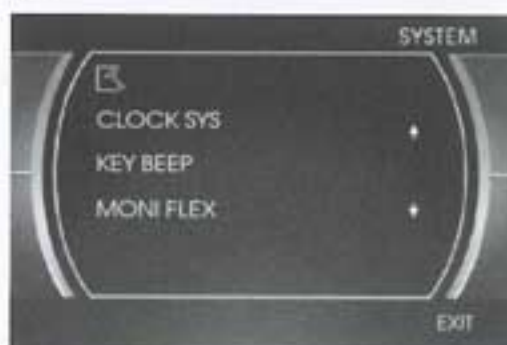 SYSTEM
CLOCK SYS
KEY BEEP
MONI FLEX
EXIT